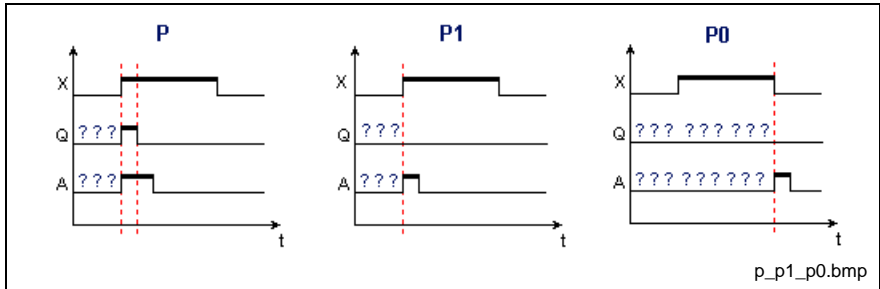 P P1 P0
X X X
Q ??? Q ??? Q ??? ??? ???
A ??? A ??? A ??? ???????
t t t
p_p1_p0.bmp